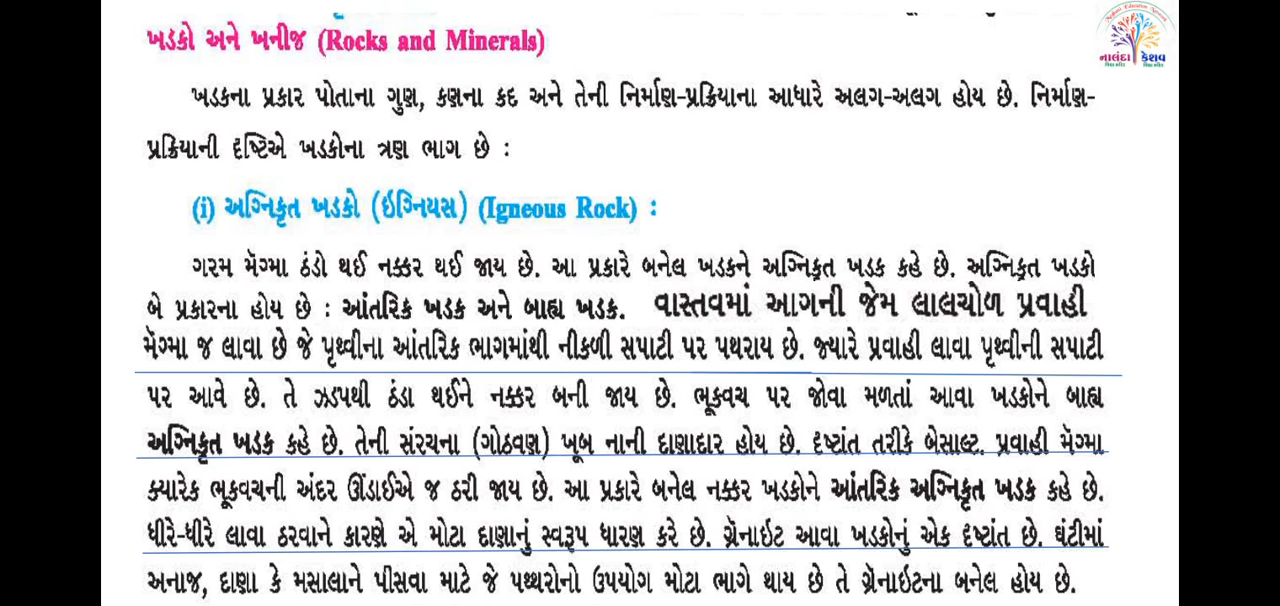 ખડકો અને ખનીજ (Rocks and Minerals)
નાલંદા કેશવ
ખડકના પ્રકાર પોતાના ગુણ, કણના કદ અને તેની નિર્માણ-પ્રક્રિયાના આધારે અલગ-અલગ હોય છે. નિર્માણ-
પ્રક્રિયાની દૃષ્ટિએ ખડકોના ત્રણ ભાગ છે :
(i) અગ્નિકૃત ખડકો (ઇગ્નિયસ) (Igneous Rock) :
ગરમ મૅગ્મા ઠંડો થઈ નક્કર થઈ જાય છે. આ પ્રકારે બનેલ ખડકને અગ્નિકૃત ખડક કહે છે. અગ્નિકૃત ખડકો
બે પ્રકારના હોય છે : આંતરિક ખડક અને બાહ્ય ખડક. વાસ્તવમાં આગની જેમ લાલચોળ પ્રવાહી
મૅગ્મા જ લાવા છે જે પૃથ્વીના આંતરિક ભાગમાંથી નીકળી સપાટી પર પથરાય છે. જ્યારે પ્રવાહી લાવા પૃથ્વીની સપાટી
પર આવે છે. તે ઝડપથી ઠંડા થઈને નક્કર બની જાય છે. ભૂકવચ પર જોવા મળતાં આવા ખડકોને બાહ્ય
અગ્નિકૃત ખડક કહે છે. તેની સંરચના (ગોઠવણ) ખૂબ નાની દાણાદાર હોય છે. દૃષ્ટાંત તરીકે બેસાલ્ટ. પ્રવાહી મૅગ્મા
ક્યારેક ભૂકવચની અંદર ઊંડાઈએ જ ઠરી જાય છે. આ પ્રકારે બનેલ નક્કર ખડકોને આંતરિક અગ્નિકૃત ખડક કહે છે.
ધીરે-ધીરે લાવા ઠરવાને કારણે એ મોટા દાણાનું સ્વરૂપ ધારણ કરે છે. ગ્રૅનાઇટ આવા ખડકોનું એક દૃષ્ટાંત છે. ઘંટીમાં
અનાજ, દાણા કે મસાલાને પીસવા માટે જે પથ્થરોનો ઉપયોગ મોટા ભાગે થાય છે તે ગ્રૅનાઇટના બનેલ હોય છે.